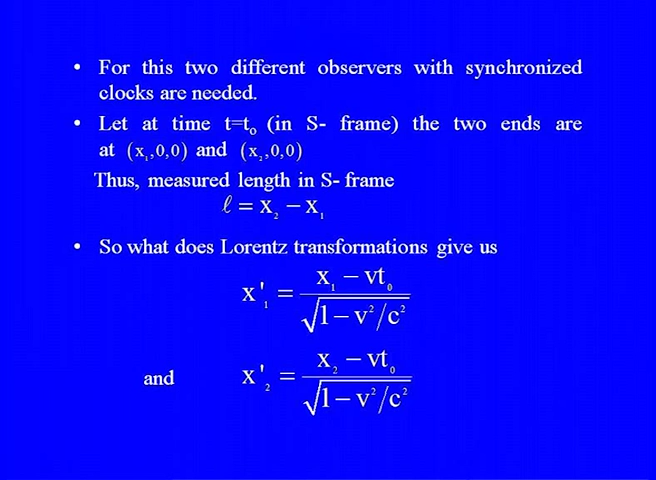 • For this two different observers with synchronized
clocks are needed.
• Let at time t=t₀ (in S- frame) the two ends are
at (x₁,0,0) and (x₂,0,0)
Thus, measured length in S- frame
ℓ = x₂ − x₁
• So what does Lorentz transformations give us
x'₁ = (x₁ − vt₀) / √(1 − v²/c²)
and x'₂ = (x₂ − vt₀) / √(1 − v²/c²)